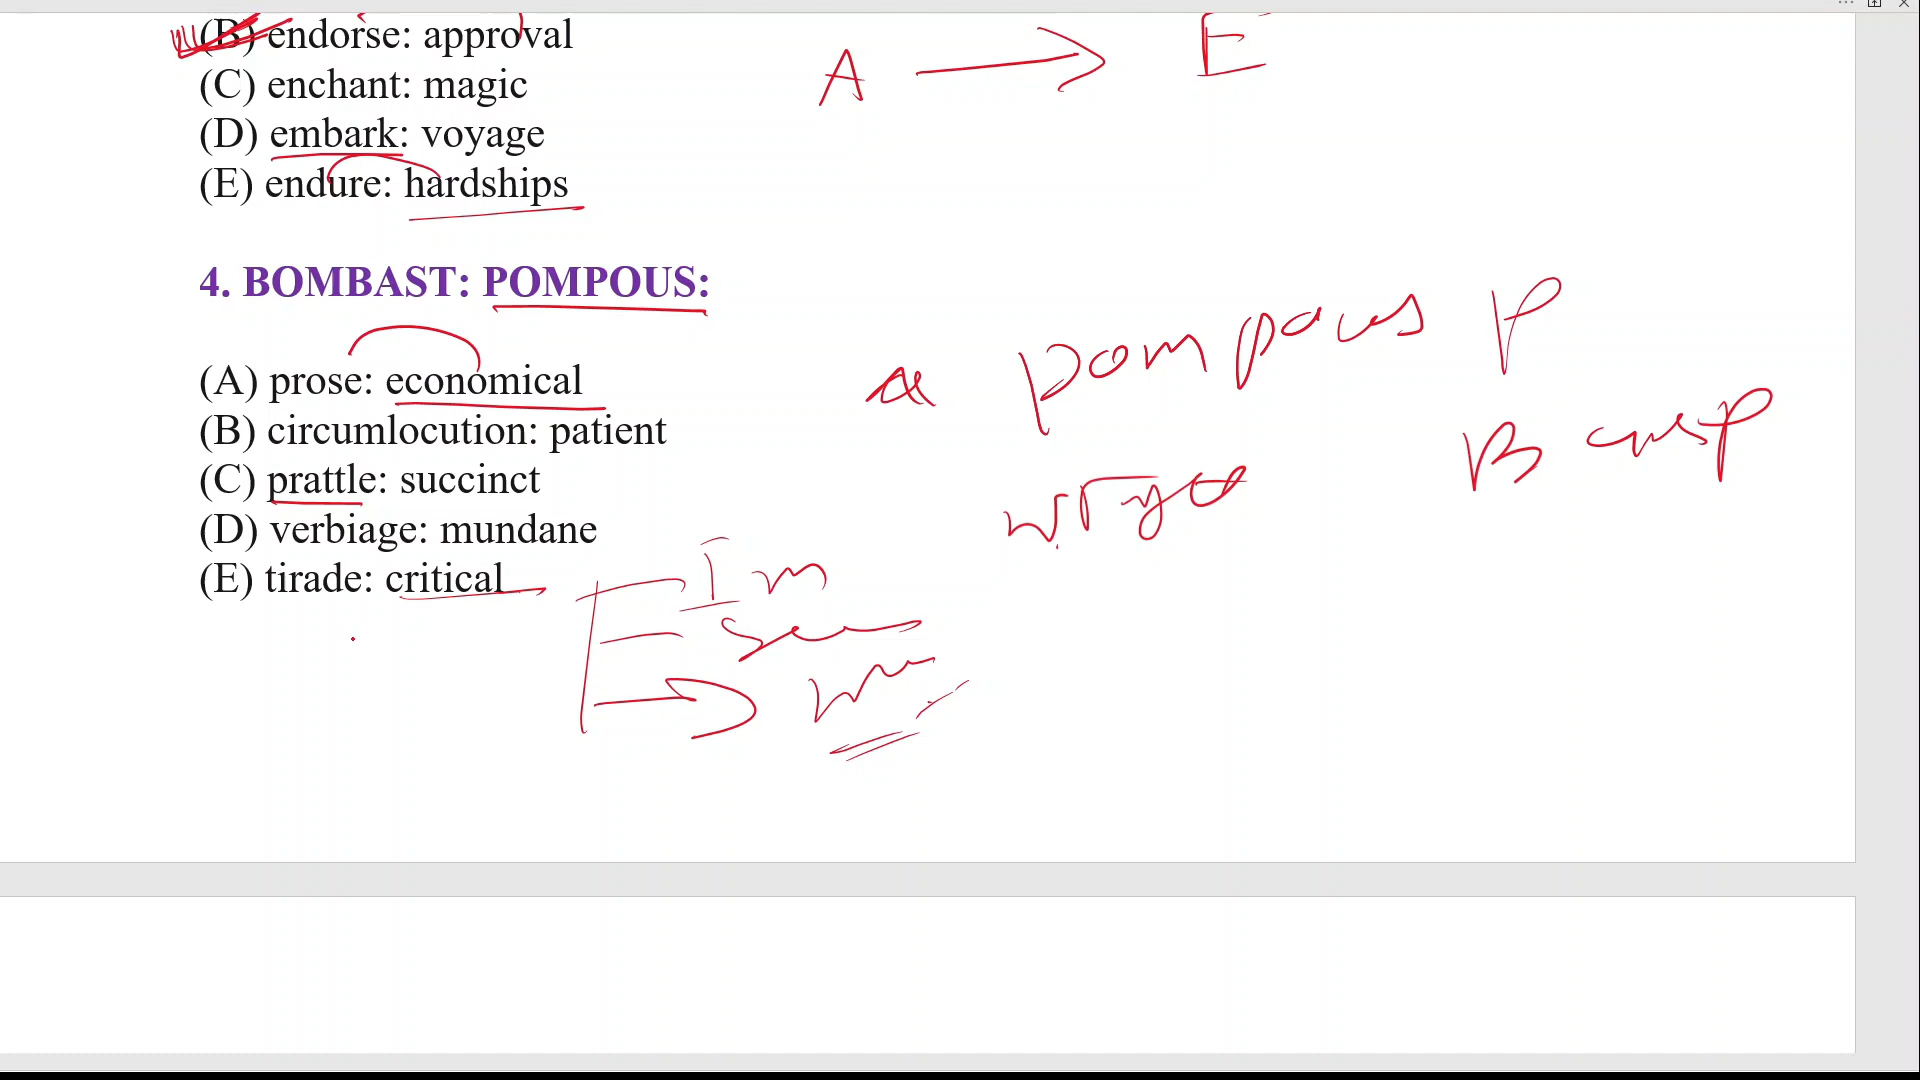 (B) endorse: approval
A → E
(C) enchant: magic
(D) embark: voyage
(E) endure: hardships
4. BOMBAST: POMPOUS:
pompous P
(A) prose: economical
(B) circumlocution: patient
B
(C) prattle: succinct
(D) verbiage: mundane
(E) tirade: critical
E